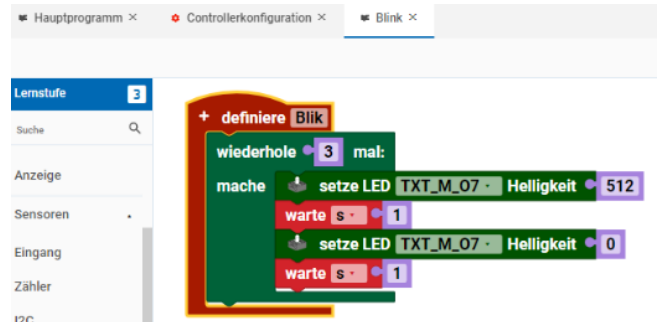 Hauptprogramm ×
Controllerkonfiguration ×
Blink ×
Lernstufe 3
Suche
Anzeige
Sensoren
Eingang
Zähler
I2C
+ definiere Blik
wiederhole 3 mal:
mache setze LED TXT_M_O7 Helligkeit 512
warte s 1
setze LED TXT_M_O7 Helligkeit 0
warte s 1